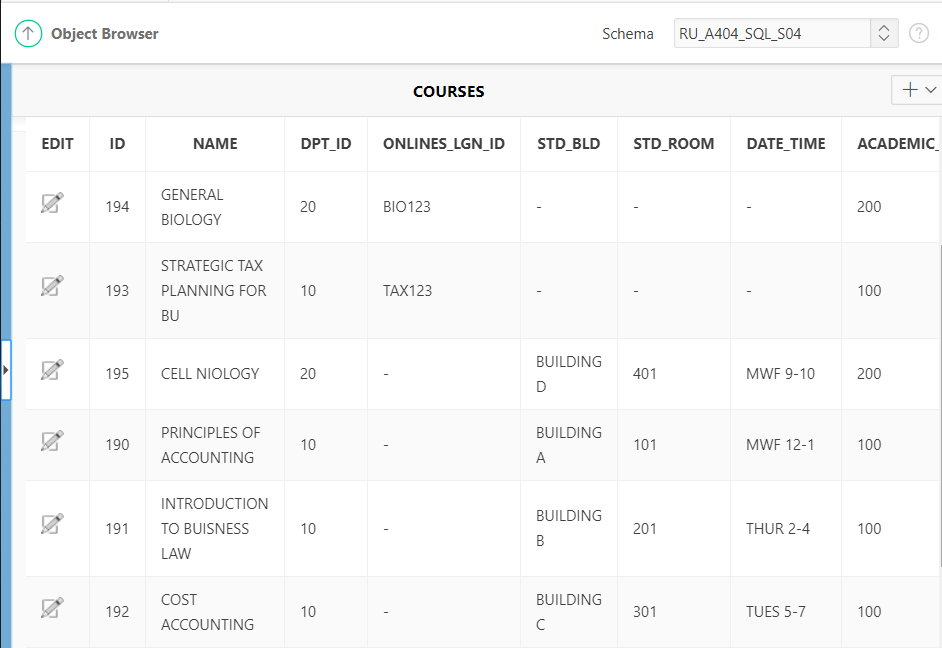 Object Browser
Schema
RU_A404_SQL_S04
?
COURSES
EDIT ID NAME DPT_ID ONLINES_LGN_ID STD_BLD STD_ROOM DATE_TIME ACADEMIC_
GENERAL
BIOLOGY
194 20 BIO123 - - - 200
STRATEGIC TAX
PLANNING FOR
BU
193 10 TAX123 - - - 100
195 CELL NIOLOGY 20 -
BUILDING
D
401 MWF 9-10 200
190
PRINCIPLES OF
ACCOUNTING
10 -
BUILDING
A
101 MWF 12-1 100
191
INTRODUCTION
TO BUISNESS
LAW
10 -
BUILDING
B
201 THUR 2-4 100
192
COST
ACCOUNTING
10 -
BUILDING
C
301 TUES 5-7 100